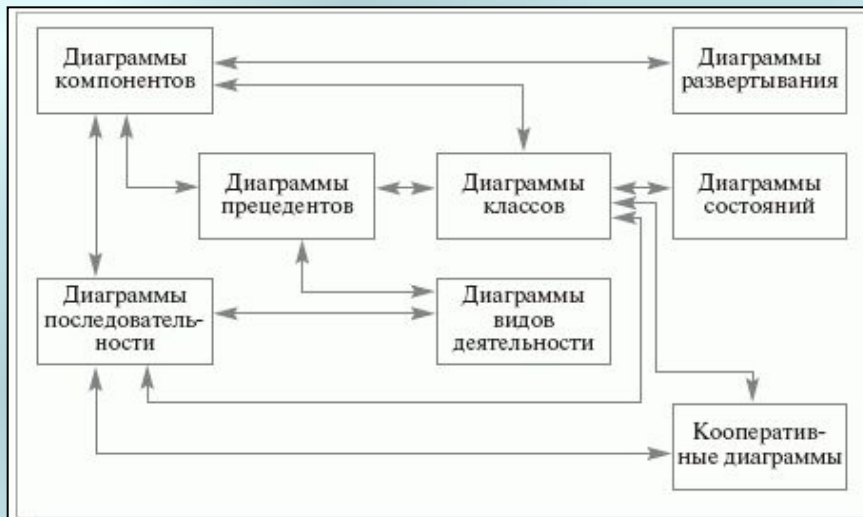 Диаграммы
компонентов
Диаграммы
развертывания
Диаграммы
прецедентов
Диаграммы
классов
Диаграммы
состояний
Диаграммы
последователь-
ности
Диаграммы
видов
деятельности
Кооператив-
ные диаграммы